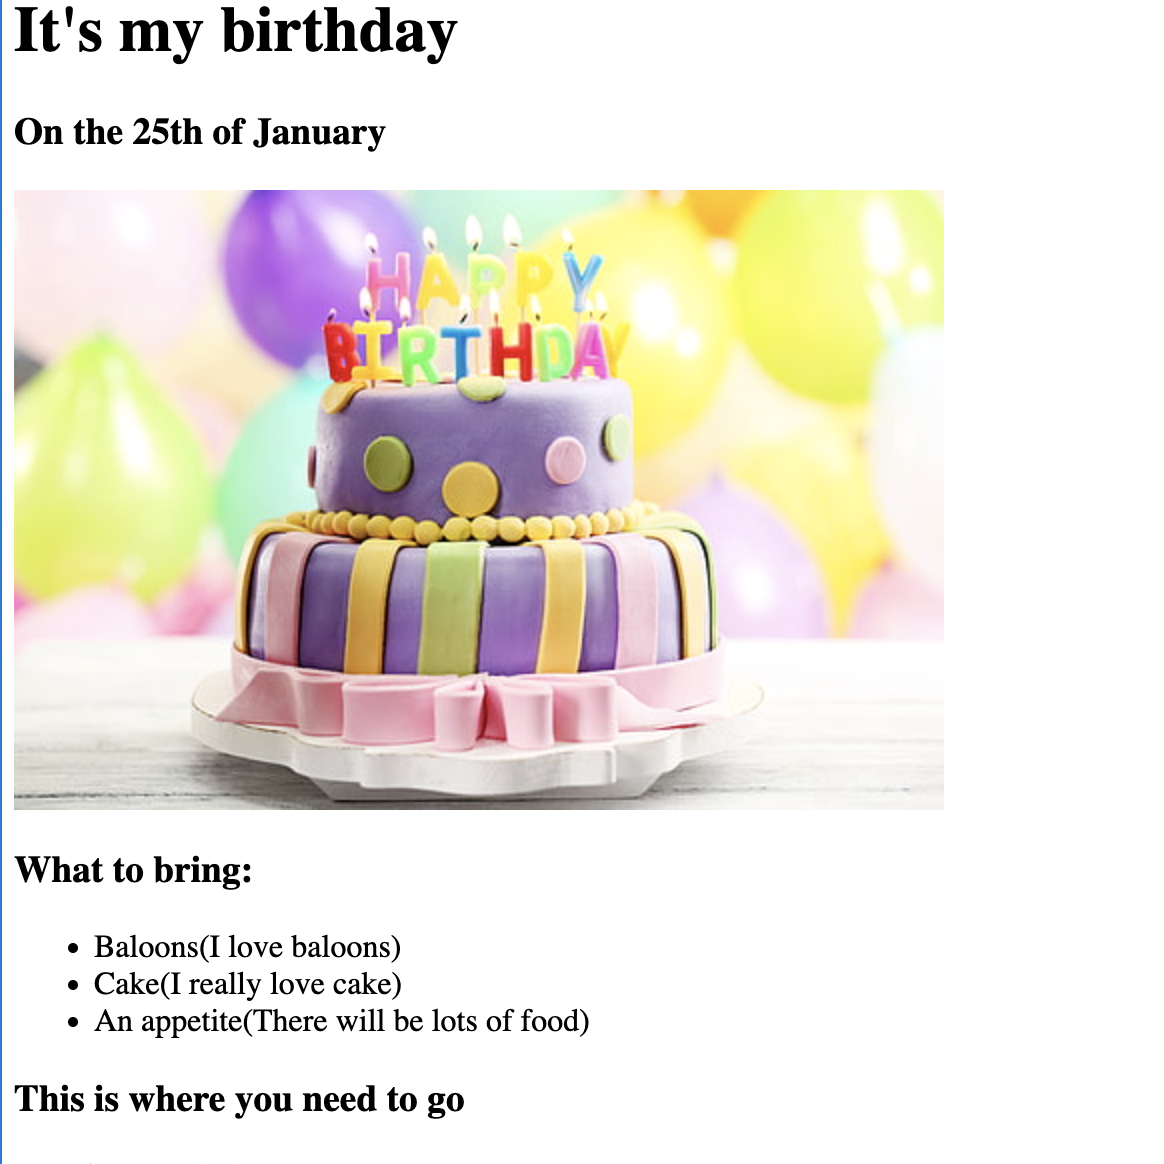 It's my birthday
On the 25th of January
HAPPY
BIRTHDAY
What to bring:
Baloons(I love baloons)
Cake(I really love cake)
An appetite(There will be lots of food)
This is where you need to go